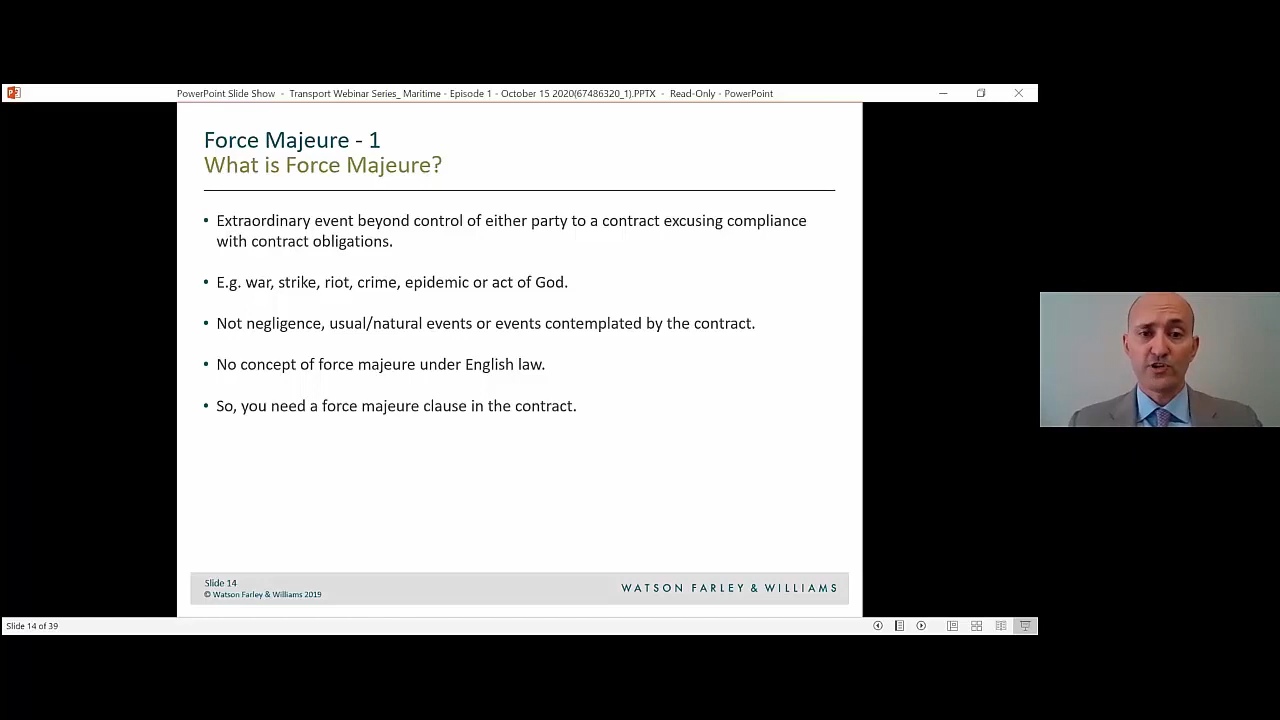 PowerPoint Slide Show - Transport Webinar Series_ Maritime - Episode 1 - October 15 2020(67486320_1).PPTX - Read-Only - PowerPoint
Force Majeure - 1
What is Force Majeure?
• Extraordinary event beyond control of either party to a contract excusing compliance
with contract obligations.
• E.g. war, strike, riot, crime, epidemic or act of God.
• Not negligence, usual/natural events or events contemplated by the contract.
• No concept of force majeure under English law.
• So, you need a force majeure clause in the contract.
Slide 14
© Watson Farley & Williams 2019
WATSON FARLEY & WILLIAMS
Slide 14 of 39